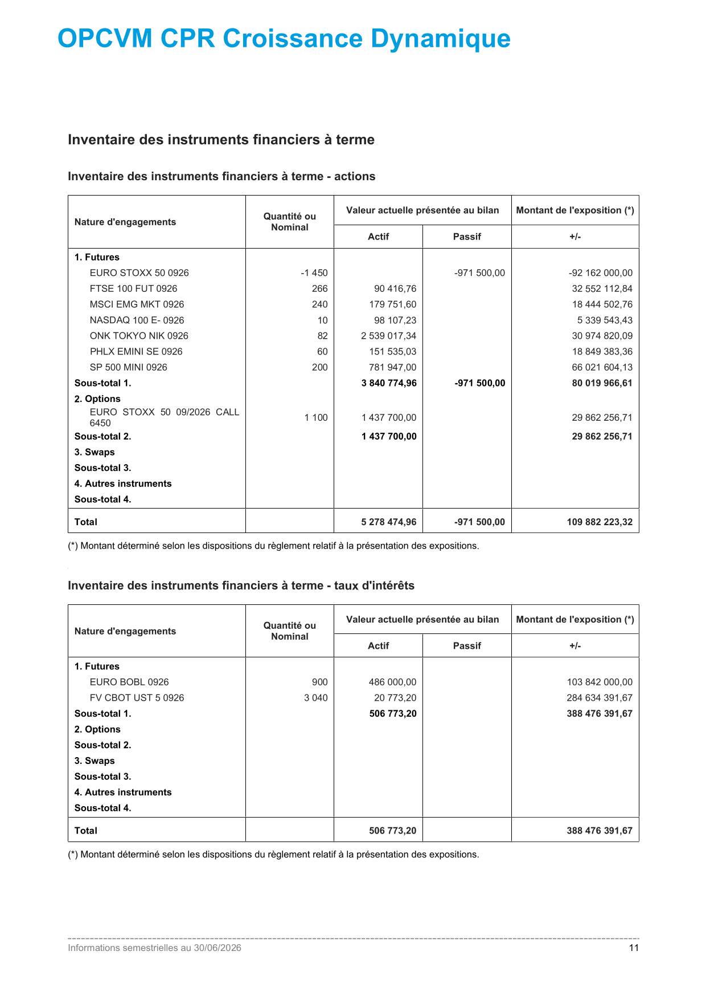 OPCVM CPR Croissance Dynamique
Inventaire des instruments financiers à terme
Inventaire des instruments financiers à terme - actions
Nature d'engagements Quantité ou Nominal Valeur actuelle présentée au bilan Montant de l'exposition (*)
Actif Passif +/-
1. Futures
EURO STOXX 50 0926 -1 450 -971 500,00 -92 162 000,00
FTSE 100 FUT 0926 266 90 416,76 32 552 112,84
MSCI EMG MKT 0926 240 179 751,60 18 444 502,76
NASDAQ 100 E- 0926 10 98 107,23 5 339 543,43
ONK TOKYO NIK 0926 82 2 539 017,34 30 974 820,09
PHLX EMINI SE 0926 60 151 535,03 18 849 383,36
SP 500 MINI 0926 200 781 947,00 66 021 604,13
Sous-total 1. 3 840 774,96 -971 500,00 80 019 966,61
2. Options
EURO STOXX 50 09/2026 CALL
6450 1 100 1 437 700,00 29 862 256,71
Sous-total 2. 1 437 700,00 29 862 256,71
3. Swaps
Sous-total 3.
4. Autres instruments
Sous-total 4.
Total 5 278 474,96 -971 500,00 109 882 223,32
(*) Montant déterminé selon les dispositions du règlement relatif à la présentation des expositions.
Inventaire des instruments financiers à terme - taux d'intérêts
Nature d'engagements Quantité ou Nominal Valeur actuelle présentée au bilan Montant de l'exposition (*)
Actif Passif +/-
1. Futures
EURO BOBL 0926 900 486 000,00 103 842 000,00
FV CBOT UST 5 0926 3 040 20 773,20 284 634 391,67
Sous-total 1. 506 773,20 388 476 391,67
2. Options
Sous-total 2.
3. Swaps
Sous-total 3.
4. Autres instruments
Sous-total 4.
Total 506 773,20 388 476 391,67
(*) Montant déterminé selon les dispositions du règlement relatif à la présentation des expositions.
Informations semestrielles au 30/06/2026 11